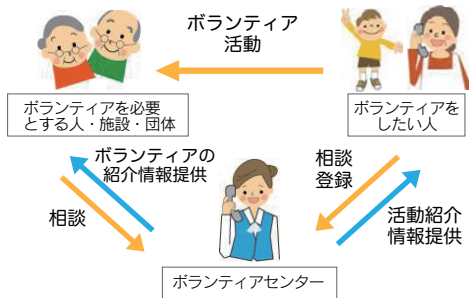 ボランティア
活動
ボランティアを必要
とする人・施設・団体
ボランティアを
したい人
ボランティアの
紹介情報提供
相談
相談
登録
活動紹介
情報提供
ボランティアセンター